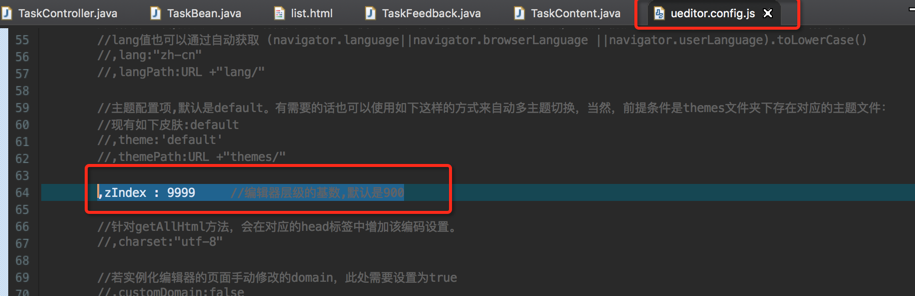 TaskController.java TaskBean.java list.html TaskFeedback.java TaskContent.java ueditor.config.js
55 //lang值也可以通过自动获取 (navigator.language||navigator.browserLanguage ||navigator.userLanguage).toLowerCase()
56 //,lang:"zh-cn"
57 //,langPath:URL +"lang/"
58
59 //主题配置项,默认是default。有需要的话也可以使用如下这样的方式来自动多主题切换，当然，前提条件是themes文件夹下存在对应的主题文件：
60 //现有如下皮肤:default
61 //,theme:'default'
62 //,themePath:URL +"themes/"
63
64 ,zIndex : 9999 //编辑器层级的基数,默认是900
65
66 //针对getAllHtml方法，会在对应的head标签中增加该编码设置。
67 //,charset:"utf-8"
68
69 //若实例化编辑器的页面手动修改的domain，此处需要设置为true
70 //,customDomain:false